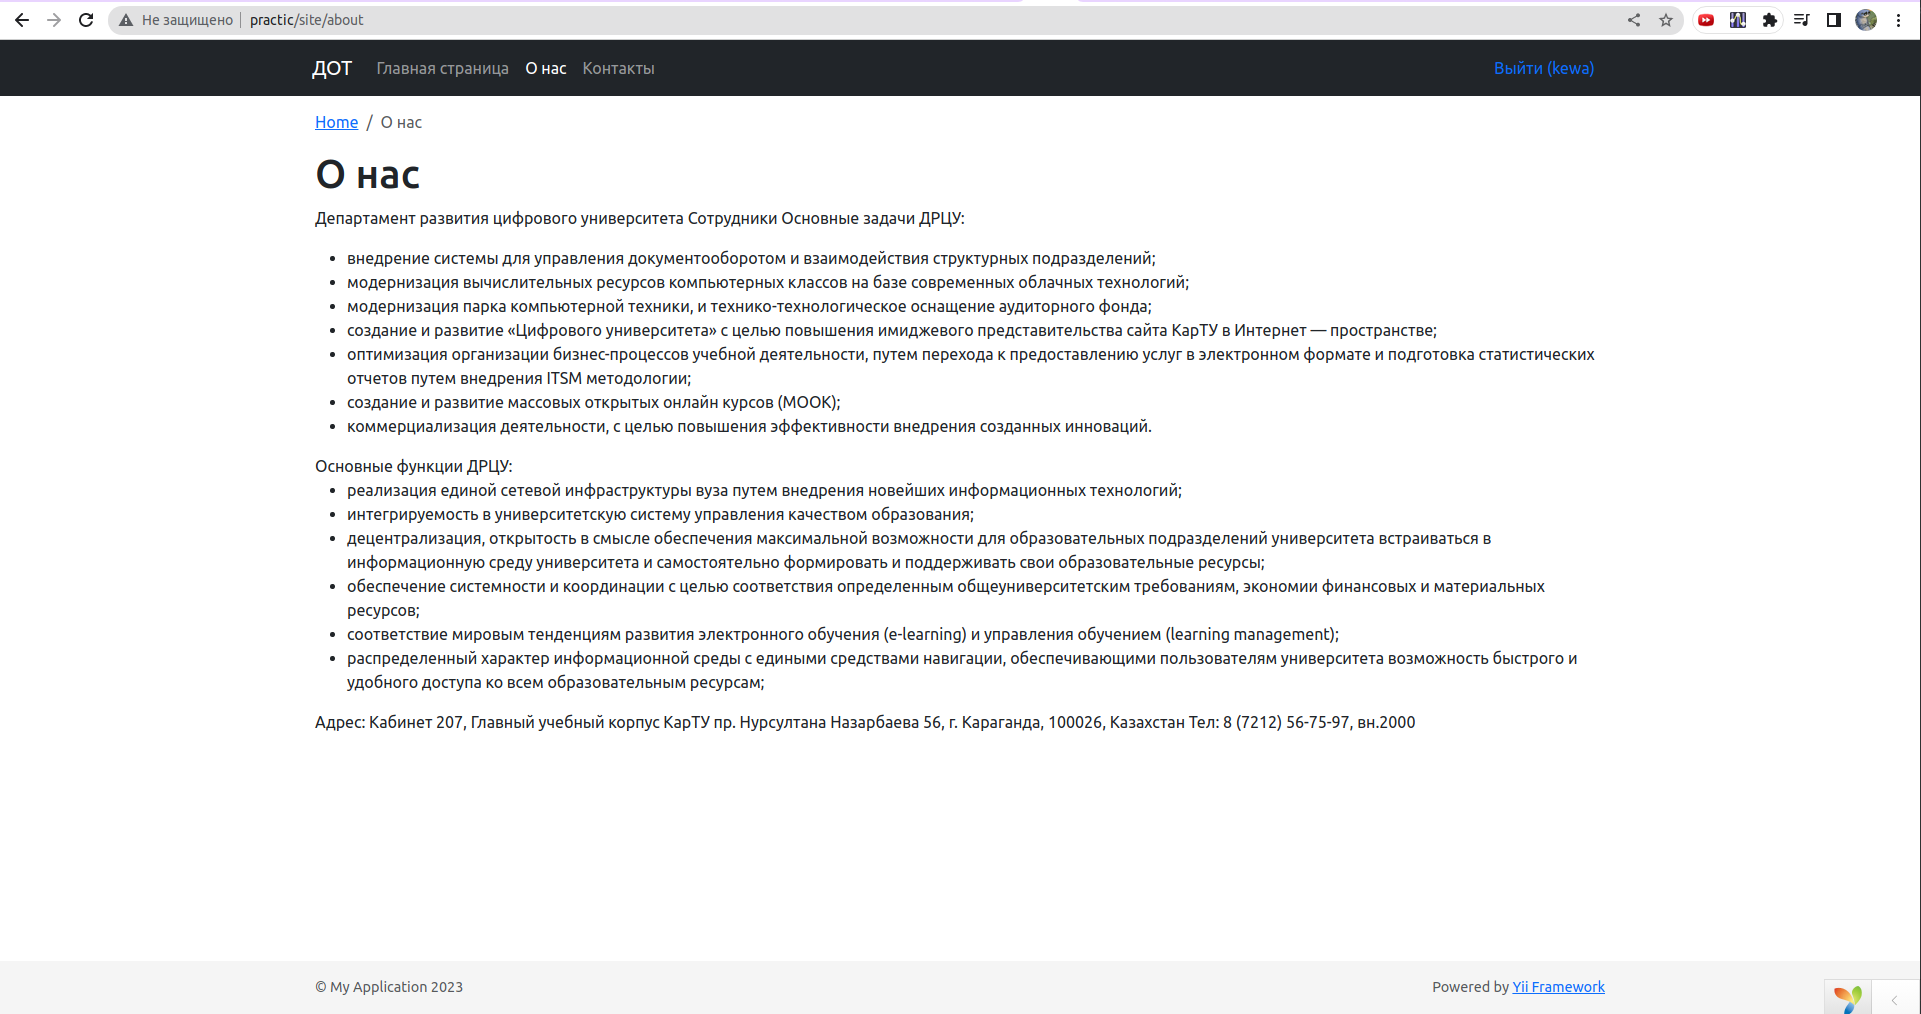 Не защищено practic/site/about
ДОТ Главная страница О нас Контакты Выйти (kewa)
Home / О нас
О нас
Департамент развития цифрового университета Сотрудники Основные задачи ДРЦУ:
внедрение системы для управления документооборотом и взаимодействия структурных подразделений;
модернизация вычислительных ресурсов компьютерных классов на базе современных облачных технологий;
модернизация парка компьютерной техники, и технико-технологическое оснащение аудиторного фонда;
создание и развитие «Цифрового университета» с целью повышения имиджевого представительства сайта КарТУ в Интернет — пространстве;
оптимизация организации бизнес-процессов учебной деятельности, путем перехода к предоставлению услуг в электронном формате и подготовка статистических
отчетов путем внедрения ITSM методологии;
создание и развитие массовых открытых онлайн курсов (МООК);
коммерциализация деятельности, с целью повышения эффективности внедрения созданных инноваций.
Основные функции ДРЦУ:
реализация единой сетевой инфраструктуры вуза путем внедрения новейших информационных технологий;
интегрируемость в университетскую систему управления качеством образования;
децентрализация, открытость в смысле обеспечения максимальной возможности для образовательных подразделений университета встраиваться в
информационную среду университета и самостоятельно формировать и поддерживать свои образовательные ресурсы;
обеспечение системности и координации с целью соответствия определенным общеуниверситетским требованиям, экономии финансовых и материальных
ресурсов;
соответствие мировым тенденциям развития электронного обучения (e-learning) и управления обучением (learning management);
распределенный характер информационной среды с едиными средствами навигации, обеспечивающими пользователям университета возможность быстрого и
удобного доступа ко всем образовательным ресурсам;
Адрес: Кабинет 207, Главный учебный корпус КарТУ пр. Нурсултана Назарбаева 56, г. Караганда, 100026, Казахстан Тел: 8 (7212) 56-75-97, вн.2000
© My Application 2023 Powered by Yii Framework